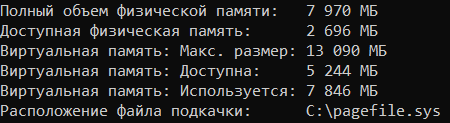 Полный объем физической памяти:   7 970 МБ
Доступная физическая память:      2 696 МБ
Виртуальная память: Макс. размер: 13 090 МБ
Виртуальная память: Доступна:     5 244 МБ
Виртуальная память: Используется: 7 846 МБ
Расположение файла подкачки:      C:\pagefile.sys